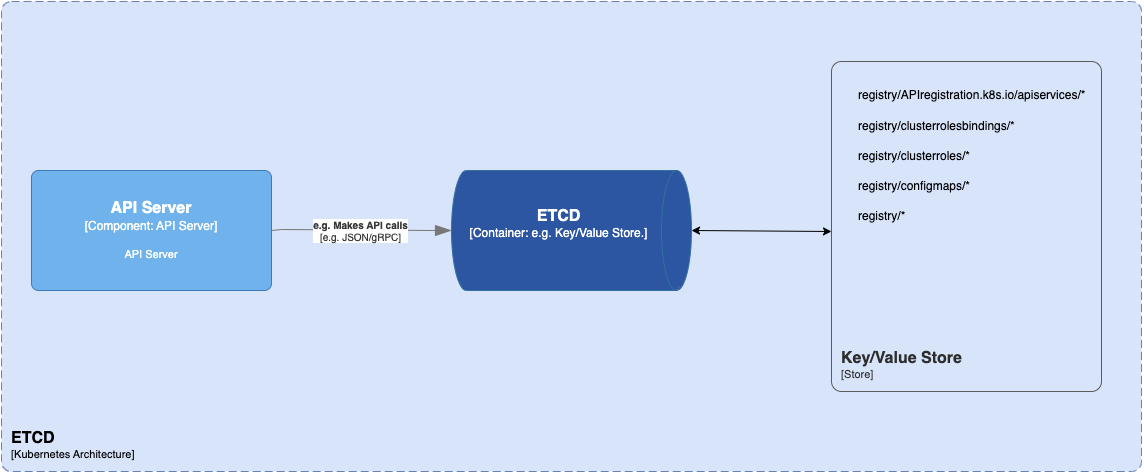 API Server
[Component: API Server]
API Server
e.g. Makes API calls
[e.g. JSON/gRPC]
ETCD
[Container: e.g. Key/Value Store.]
registry/APIregistration.k8s.io/apiservices/*
registry/clusterrolesbindings/*
registry/clusterroles/*
registry/configmaps/*
registry/*
Key/Value Store
[Store]
ETCD
[Kubernetes Architecture]